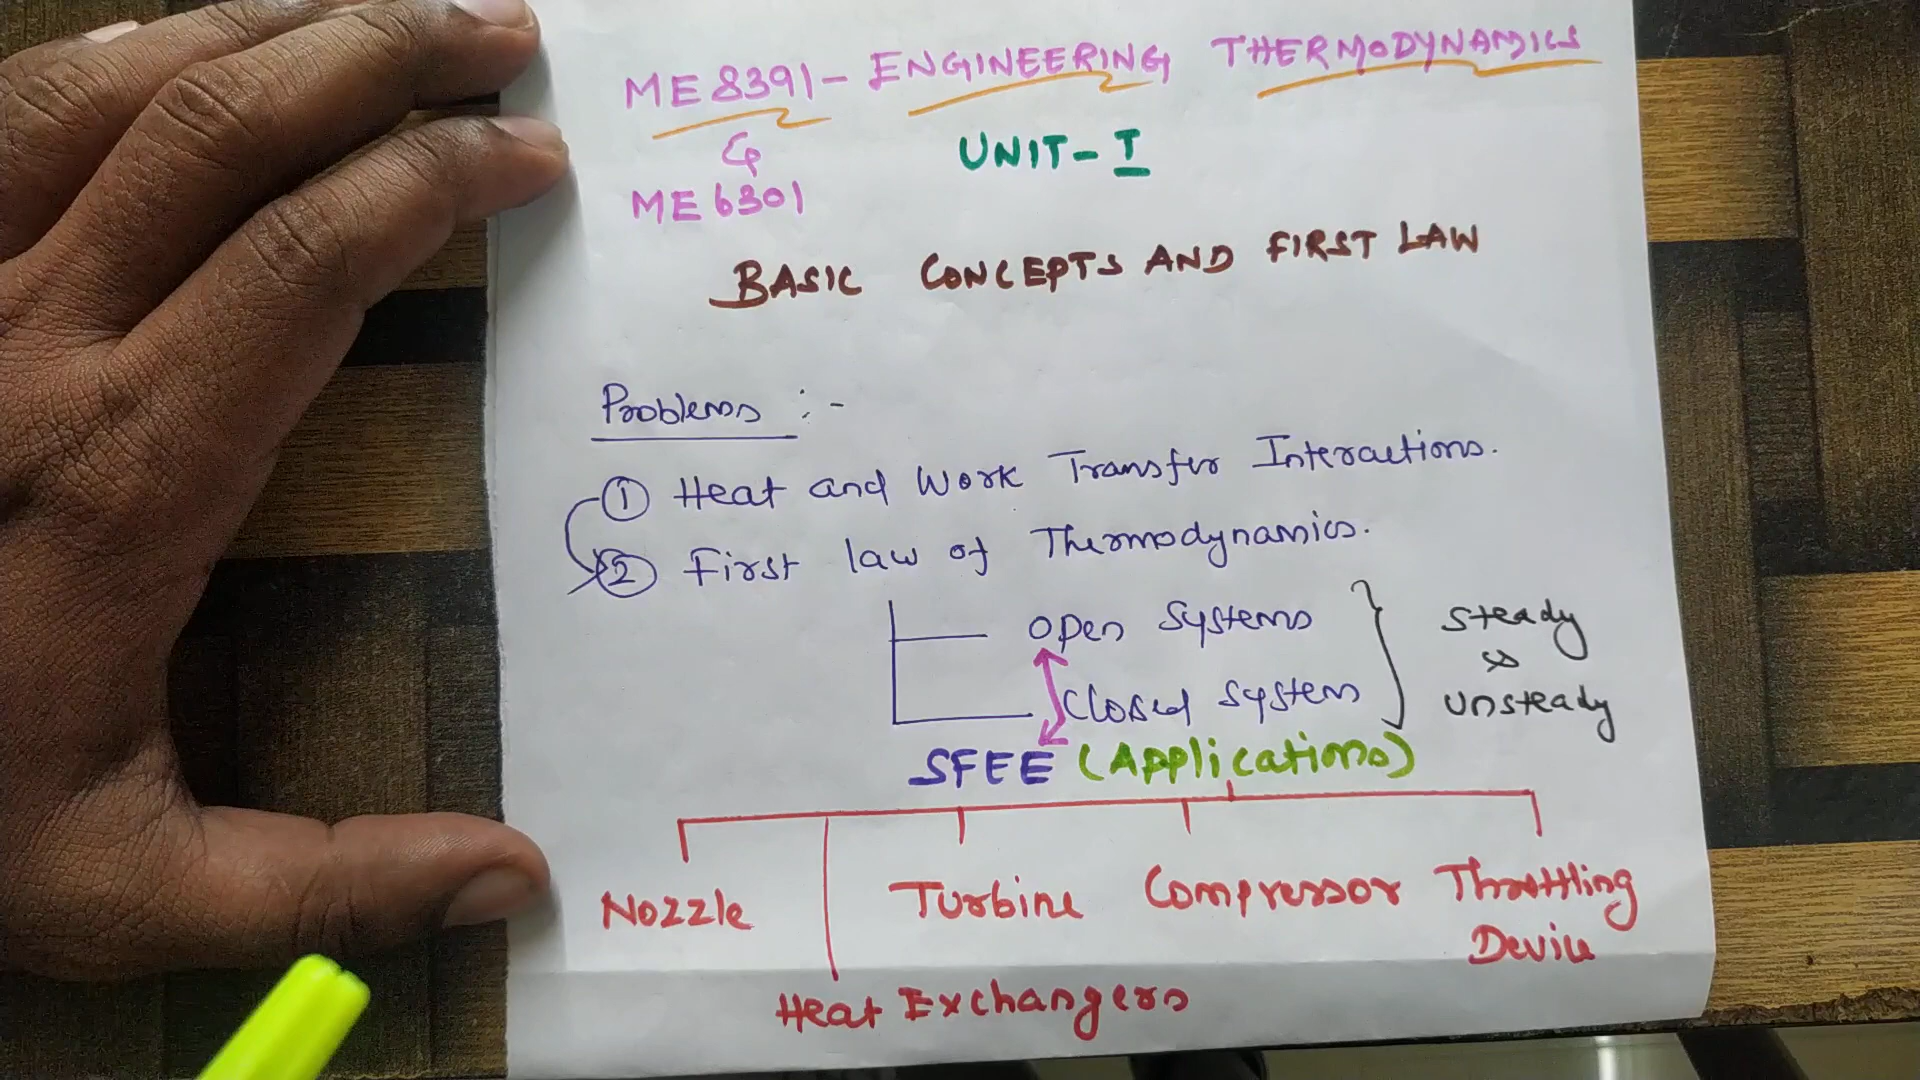 ME8391 - ENGINEERING THERMODYNAMICS
&
ME6301
UNIT - I
BASIC CONCEPTS AND FIRST LAW
Problems :-
① Heat and Work Transfer Interactions.
② First law of Thermodynamics.
Open Systems
Closed System
Steady
&
Unsteady
SFEE (Applications)
Nozzle
Turbine
Compressor
Throttling
Device
Heat Exchangers